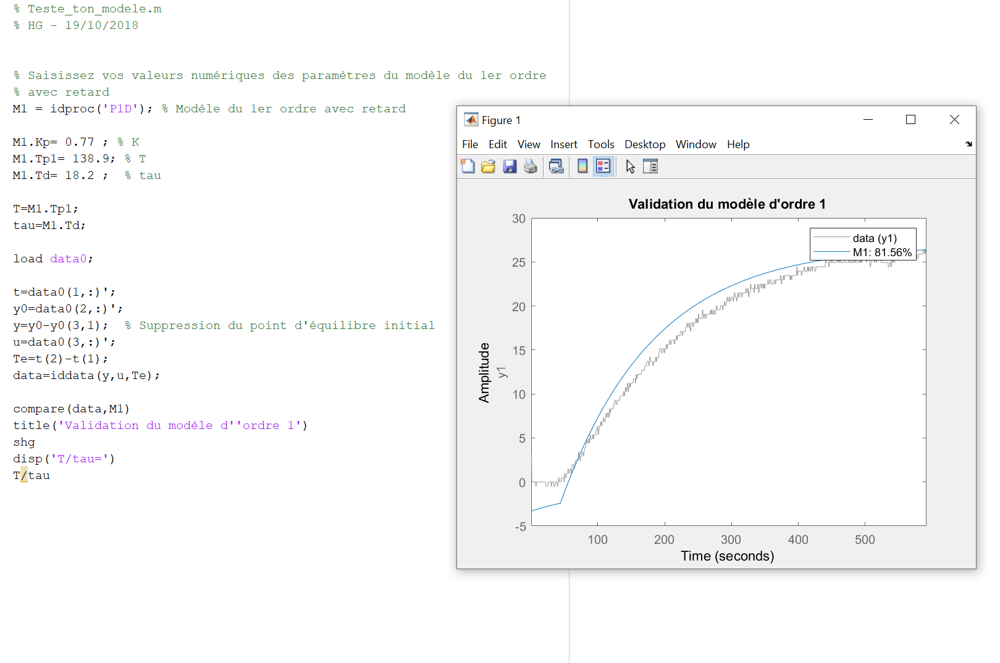 % Teste_ton_modele.m
% HG - 19/10/2018
% Saisissez vos valeurs numériques des paramètres du modèle du 1er ordre
% avec retard
M1 = idproc('P1D'); % Modèle du 1er ordre avec retard
M1.Kp= 0.77 ; % K
M1.Tp1= 138.9; % T
M1.Td= 18.2 ;  % tau
T=M1.Tp1;
tau=M1.Td;
load data0;
t=data0(1,:)';
y0=data0(2,:)';
y=y0-y0(3,1);  % Suppression du point d'équilibre initial
u=data0(3,:)';
Te=t(2)-t(1);
data=iddata(y,u,Te);
compare(data,M1)
title('Validation du modèle d''ordre 1')
shg
disp('T/tau=')
T/tau
Figure 1
File Edit View Insert Tools Desktop Window Help
Validation du modèle d'ordre 1
data (y1)
M1: 81.56%
30
25
20
15
10
5
0
-5
Amplitude
y1
100 200 300 400 500
Time (seconds)